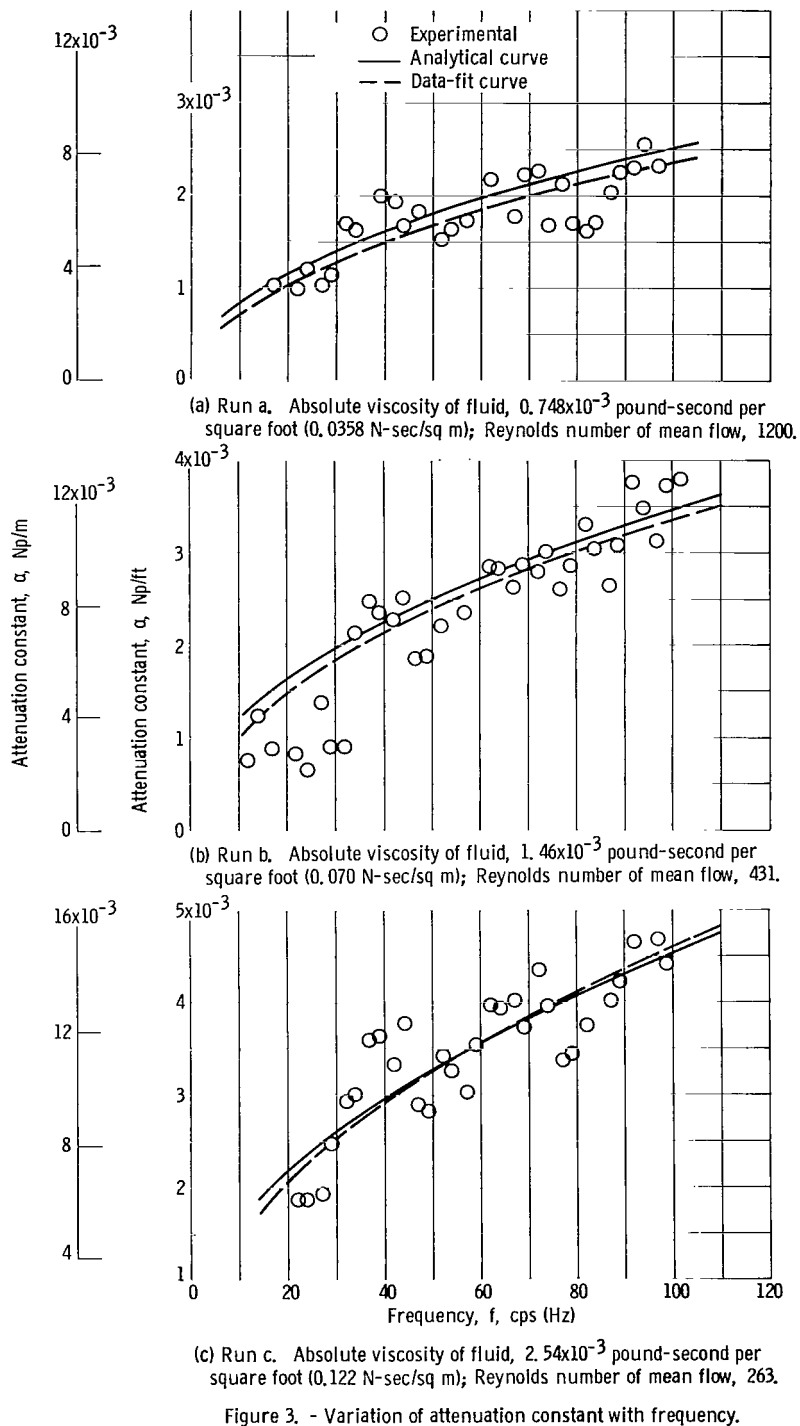 12x10-3
8
4
0
3x10-3
2
1
0
Experimental
Analytical curve
Data-fit curve
(a) Run a. Absolute viscosity of fluid, 0.748x10-3 pound-second per
square foot (0.0358 N-sec/sq m); Reynolds number of mean flow, 1200.
Attenuation constant, α, Np/m
12x10-3
8
4
0
Attenuation constant, α, Np/ft
4x10-3
3
2
1
0
(b) Run b. Absolute viscosity of fluid, 1.46x10-3 pound-second per
square foot (0.070 N-sec/sq m); Reynolds number of mean flow, 431.
16x10-3
12
8
4
5x10-3
4
3
2
1
0 20 40 60 80 100 120
Frequency, f, cps (Hz)
(c) Run c. Absolute viscosity of fluid, 2.54x10-3 pound-second per
square foot (0.122 N-sec/sq m); Reynolds number of mean flow, 263.
Figure 3. - Variation of attenuation constant with frequency.